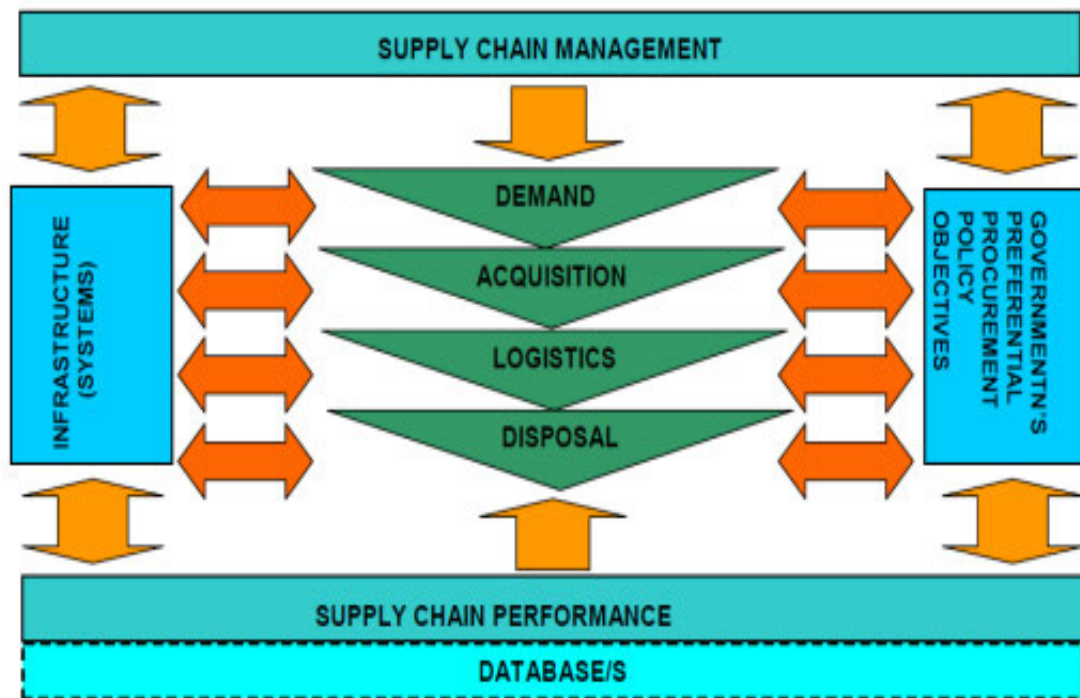 SUPPLY CHAIN MANAGEMENT
DEMAND
ACQUISITION
LOGISTICS
DISPOSAL
INFRASTRUCTURE
(SYSTEMS)
GOVERNMENTN'S
PREFERENTIAL
PROCUREMENT
POLICY
OBJECTIVES
SUPPLY CHAIN PERFORMANCE
DATABASE/S